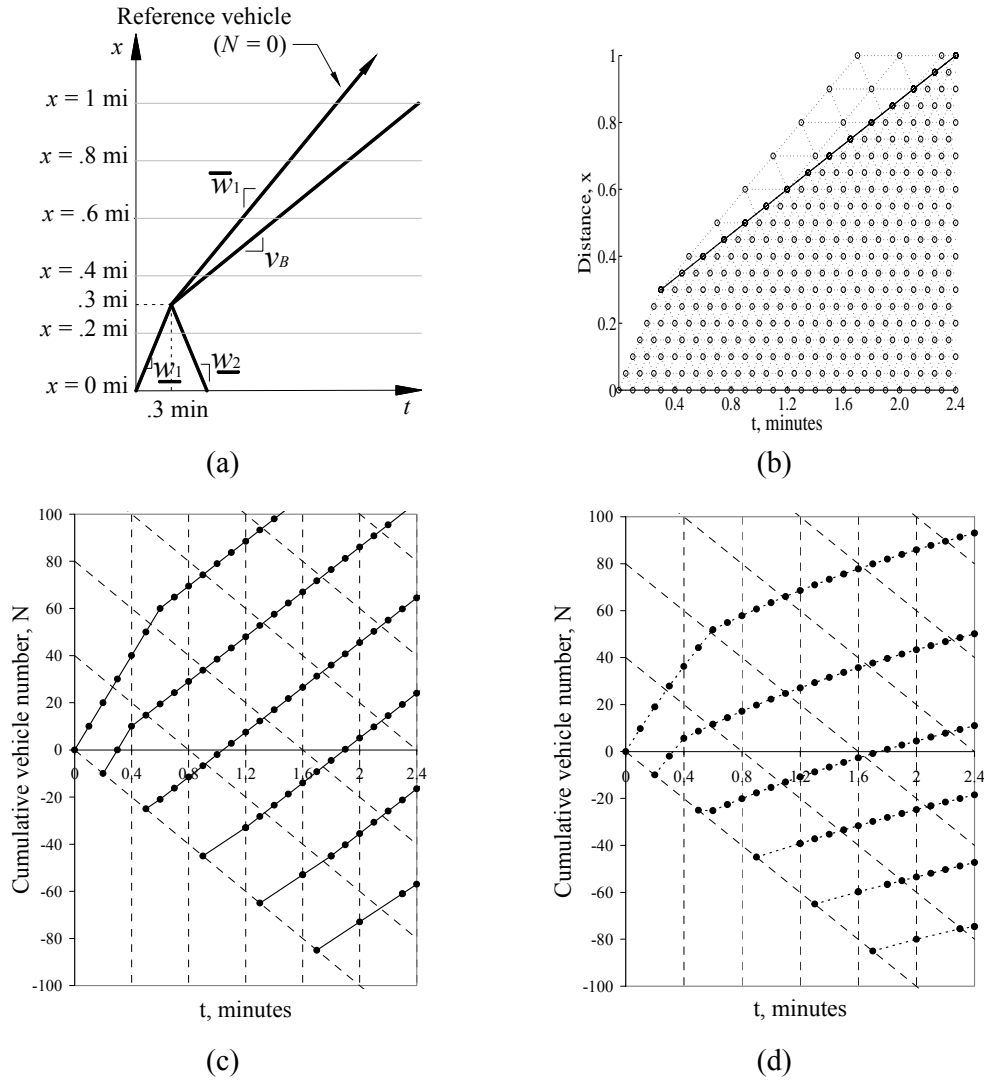 Reference vehicle
(N = 0)
x
x = 1 mi
x = .8 mi
w̅₁
x = .6 mi
v_B
x = .4 mi
.3 mi
x = .2 mi
w₁
w₂
x = 0 mi
.3 min
t
(a)
1
0.8
0.6
0.4
0.2
0
Distance, x
0.4 0.8 1.2 1.6 2.0 2.4
t, minutes
(b)
100
80
60
40
20
0
-20
-40
-60
-80
-100
0 0.4 0.8 1.2 1.6 2 2.4
Cumulative vehicle number, N
t, minutes
(c)
100
80
60
40
20
0
-20
-40
-60
-80
-100
0 0.4 0.8 1.2 1.6 2 2.4
Cumulative vehicle number, N
t, minutes
(d)